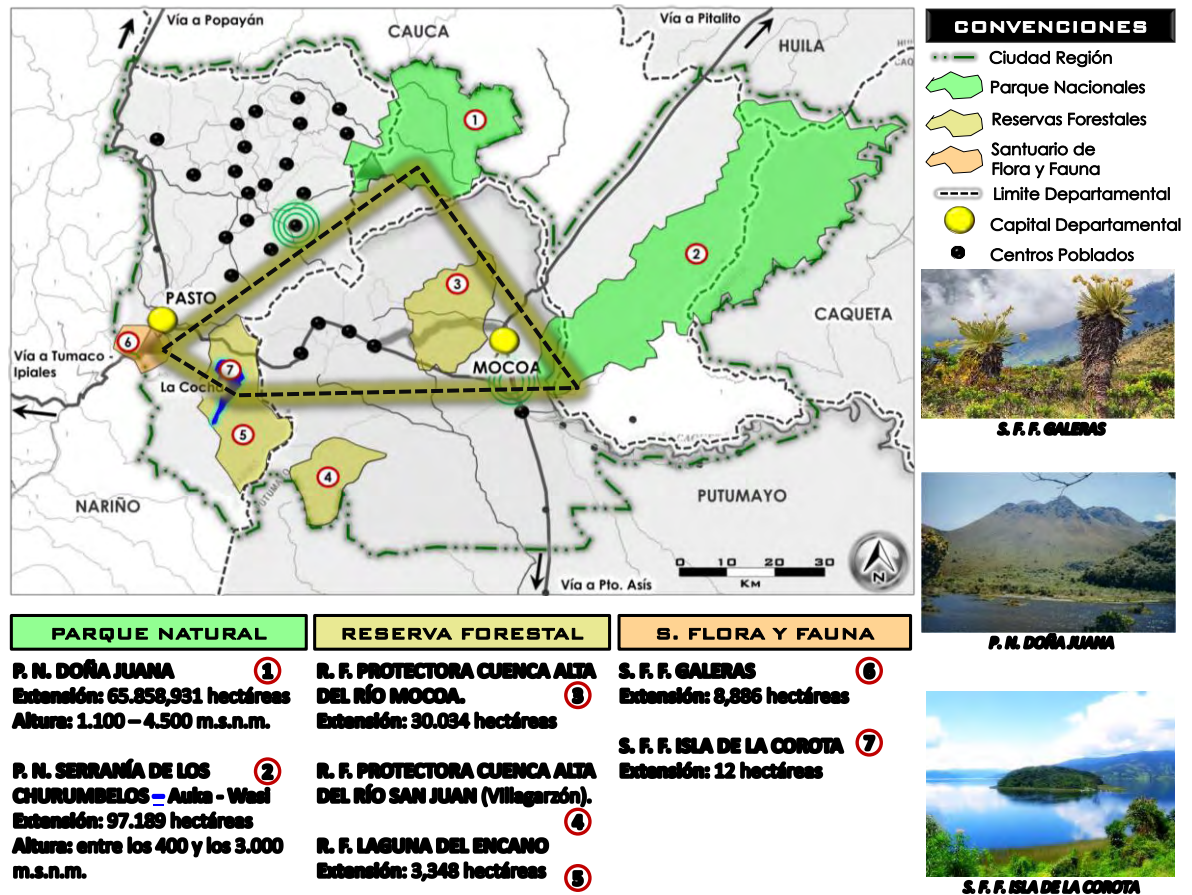 Vía a Popayán
CAUCA
Vía a Pitalito
HUILA
PASTO
Vía a Tumaco -
Ipiales
La Cocha
MOCOA
CAQUETA
NARIÑO
PUTUMAYO
Vía a Pto. Asís
1
2
3
4
5
6
7
0 10 20 30
KM
N
CONVENCIONES
Ciudad Región
Parque Nacionales
Reservas Forestales
Santuario de
Flora y Fauna
Limite Departamental
Capital Departamental
Centros Poblados
S. F. F. GALERAS
P. N. DOÑA JUANA
S. F. F. ISLA DE LA COROTA
PARQUE NATURAL
P. N. DOÑA JUANA 1
Extensión: 65.858,931 hectáreas
Altura: 1.100 – 4.500 m.s.n.m.
P. N. SERRANÍA DE LOS 2
CHURUMBELOS – Auka - Wasi
Extensión: 97.189 hectáreas
Altura: entre los 400 y los 3.000
m.s.n.m.
RESERVA FORESTAL
R. F. PROTECTORA CUENCA ALTA
DEL RÍO MOCOA. 3
Extensión: 30.034 hectáreas
R. F. PROTECTORA CUENCA ALTA
DEL RÍO SAN JUAN (Villagarzón).
4
R. F. LAGUNA DEL ENCANO
Extensión: 3,348 hectáreas 5
S. FLORA Y FAUNA
S. F. F. GALERAS 6
Extensión: 8,886 hectáreas
S. F. F. ISLA DE LA COROTA 7
Extensión: 12 hectáreas